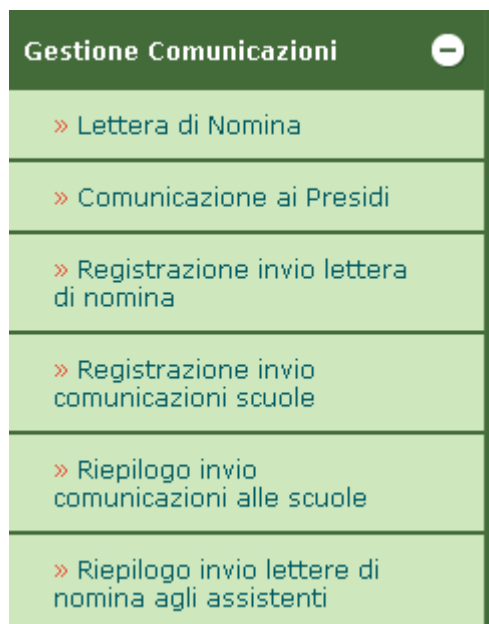 Gestione Comunicazioni
» Lettera di Nomina
» Comunicazione ai Presidi
» Registrazione invio lettera
di nomina
» Registrazione invio
comunicazioni scuole
» Riepilogo invio
comunicazioni alle scuole
» Riepilogo invio lettere di
nomina agli assistenti